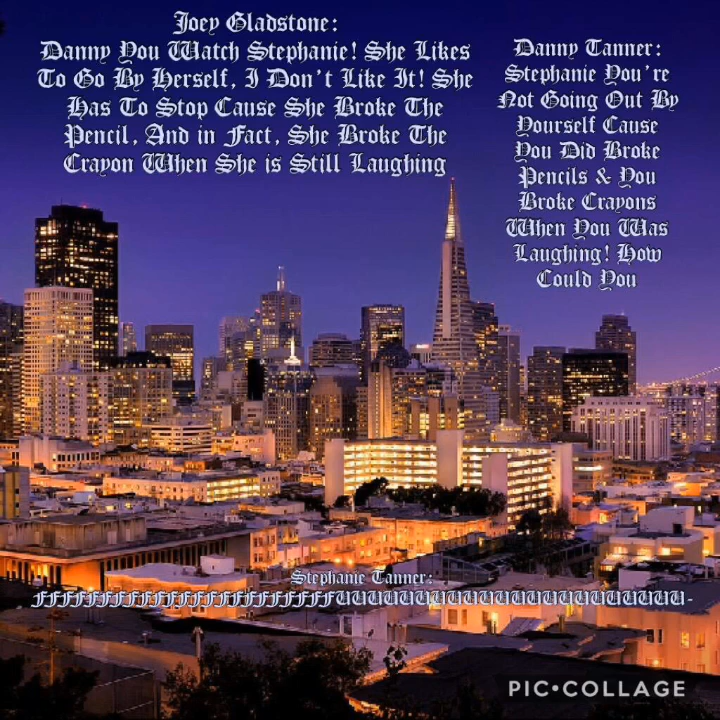 Joey Gladstone:
Danny You Watch Stephanie! She Likes
To Go By Herself, I Don't Like It! She
Has To Stop Cause She Broke The
Pencil, And in Fact, She Broke The
Crayon When She is Still Laughing
Danny Tanner:
Stephanie You're
Not Going Out By
Yourself Cause
You Did Broke
Pencils & You
Broke Crayons
When You Was
Laughing! How
Could You
Stephanie Tanner:
FFFFFFFFFFFFFFFFFFFFFFFUUUUUUUUUUUUUUUUUUUUUUU-
PIC•COLLAGE